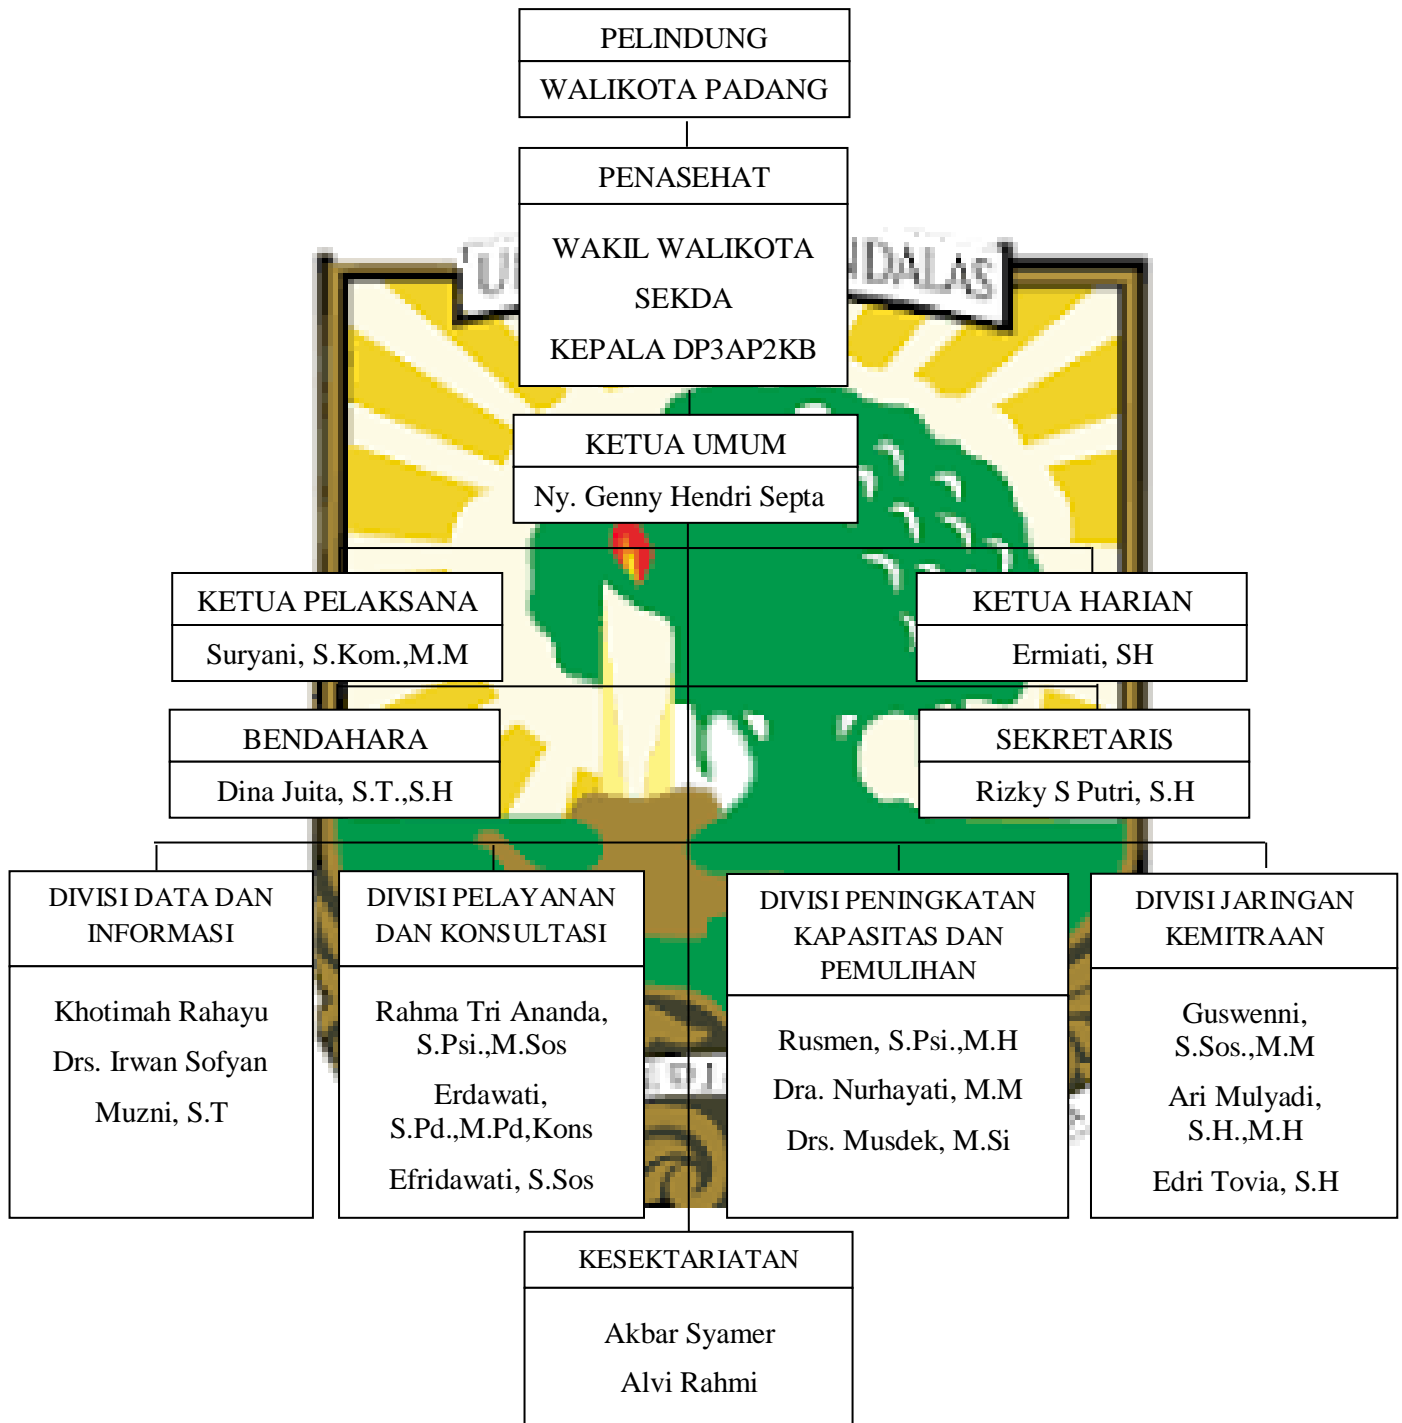 PELINDUNG
WALIKOTA PADANG
PENASEHAT
WAKIL WALIKOTA
SEKDA
KEPALA DP3AP2KB
NDALAS
KETUA UMUM
Ny. Genny Hendri Septa
KETUA PELAKSANA
Suryani, S.Kom.,M.M
KETUA HARIAN
Ermiati, SH
BENDAHARA
Dina Juita, S.T.,S.H
SEKRETARIS
Rizky S Putri, S.H
DIVISI DATA DAN
INFORMASI
Khotimah Rahayu
Drs. Irwan Sofyan
Muzni, S.T
DIVISI PELAYANAN
DAN KONSULTASI
Rahma Tri Ananda,
S.Psi.,M.Sos
Erdawati,
S.Pd.,M.Pd,Kons
Efridawati, S.Sos
DIVISI PENINGKATAN
KAPASITAS DAN
PEMULIHAN
Rusmen, S.Psi.,M.H
Dra. Nurhayati, M.M
Drs. Musdek, M.Si
DIVISI JARINGAN
KEMITRAAN
Guswenni,
S.Sos.,M.M
Ari Mulyadi,
S.H.,M.H
Edri Tovia, S.H
KESEKTARIATAN
Akbar Syamer
Alvi Rahmi